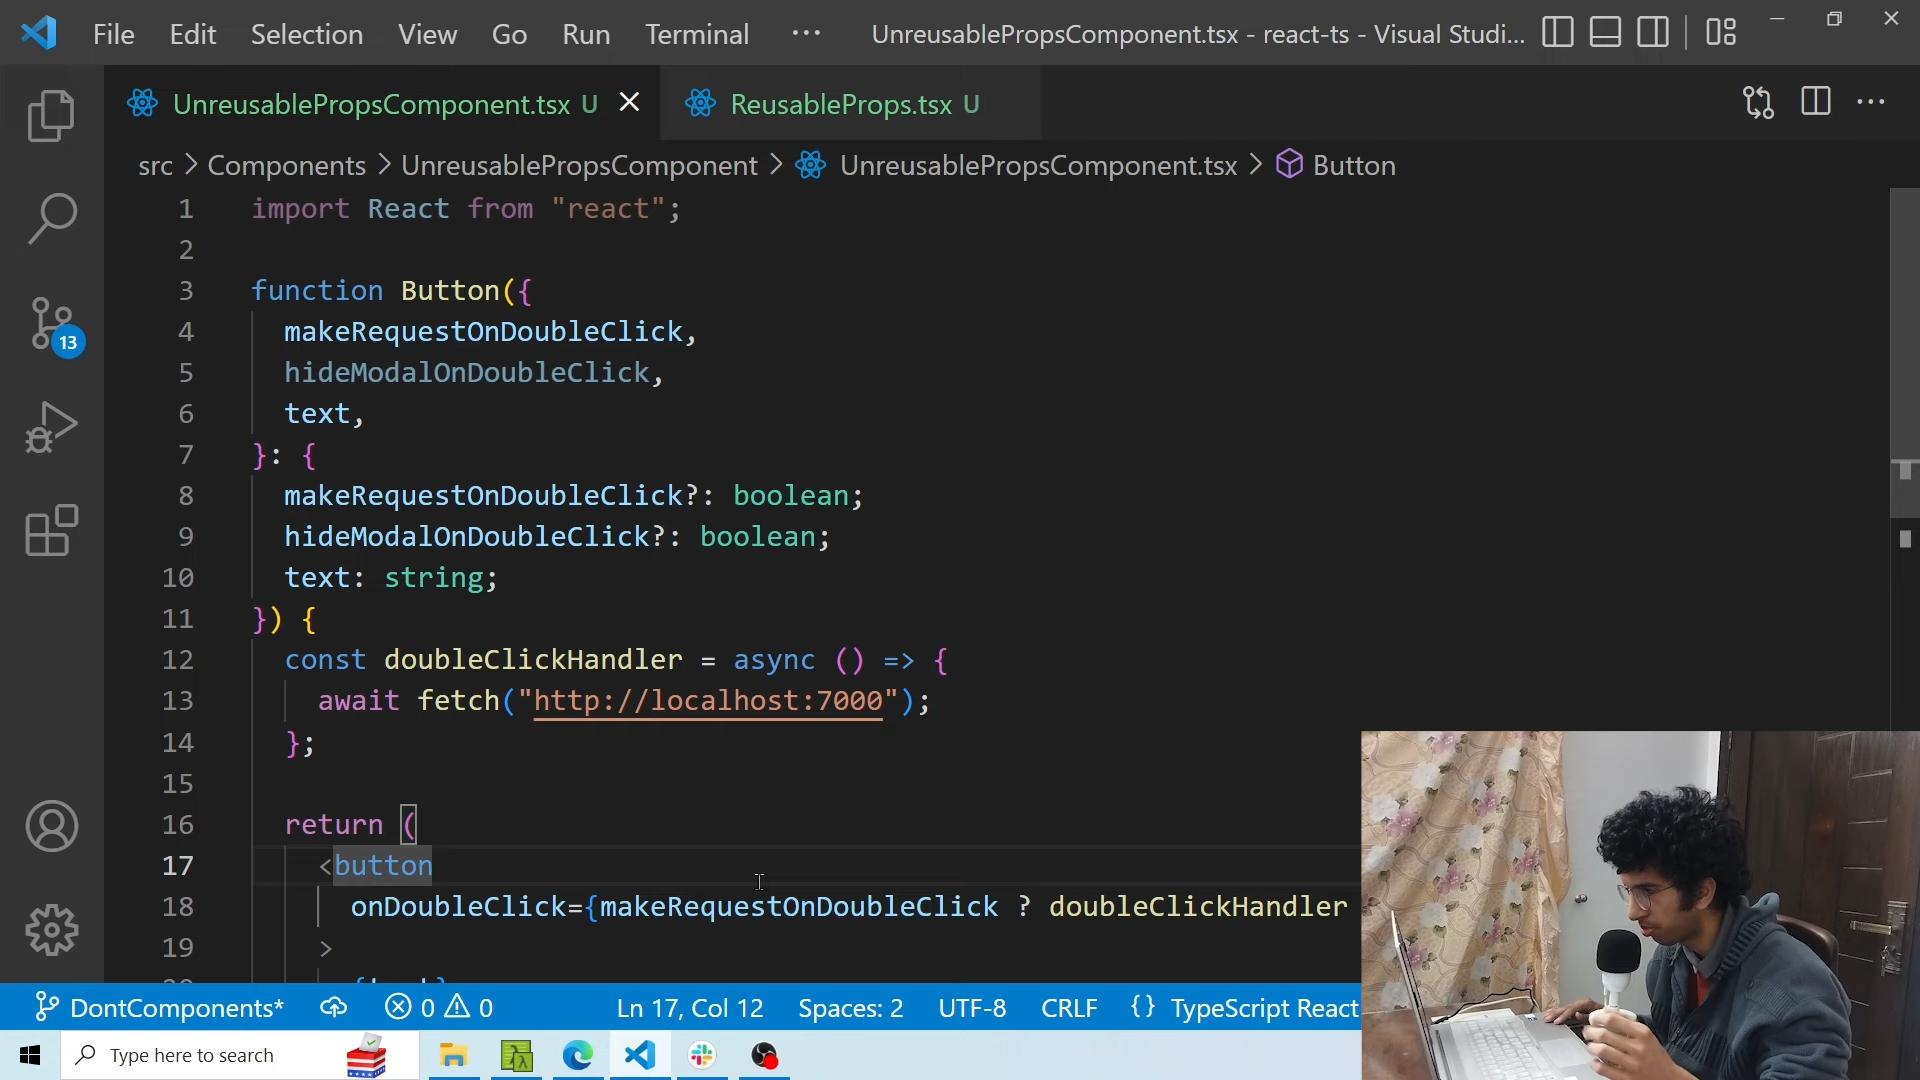 File Edit Selection View Go Run Terminal ··· UnreusablePropsComponent.tsx - react-ts - Visual Studi...
UnreusablePropsComponent.tsx U ReusableProps.tsx U
src > Components > UnreusablePropsComponent > UnreusablePropsComponent.tsx > Button
1 import React from "react";
2
3 function Button({
4 makeRequestOnDoubleClick,
5 hideModalOnDoubleClick,
6 text,
7 }: {
8 makeRequestOnDoubleClick?: boolean;
9 hideModalOnDoubleClick?: boolean;
10 text: string;
11 }) {
12 const doubleClickHandler = async () => {
13 await fetch("http://localhost:7000");
14 };
15
16 return (
17 <button
18 onDoubleClick={makeRequestOnDoubleClick ? doubleClickHandler
19 >
13
DontComponents* 0 0 Ln 17, Col 12 Spaces: 2 UTF-8 CRLF {} TypeScript React
Type here to search